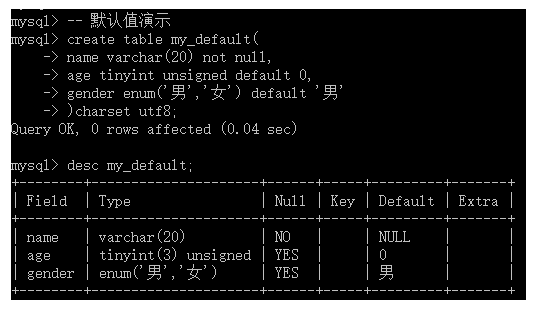 mysql> -- 默认值演示
mysql> create table my_default(
    -> name varchar(20) not null,
    -> age tinyint unsigned default 0,
    -> gender enum('男','女') default '男'
    -> )charset utf8;
Query OK, 0 rows affected (0.04 sec)
mysql> desc my_default;
+--------+---------------------+------+-----+---------+-------+
| Field | Type | Null | Key | Default | Extra |
+--------+---------------------+------+-----+---------+-------+
| name | varchar(20) | NO | | NULL | |
| age | tinyint(3) unsigned | YES | | 0 | |
| gender | enum('男','女') | YES | | 男 | |
+--------+---------------------+------+-----+---------+-------+